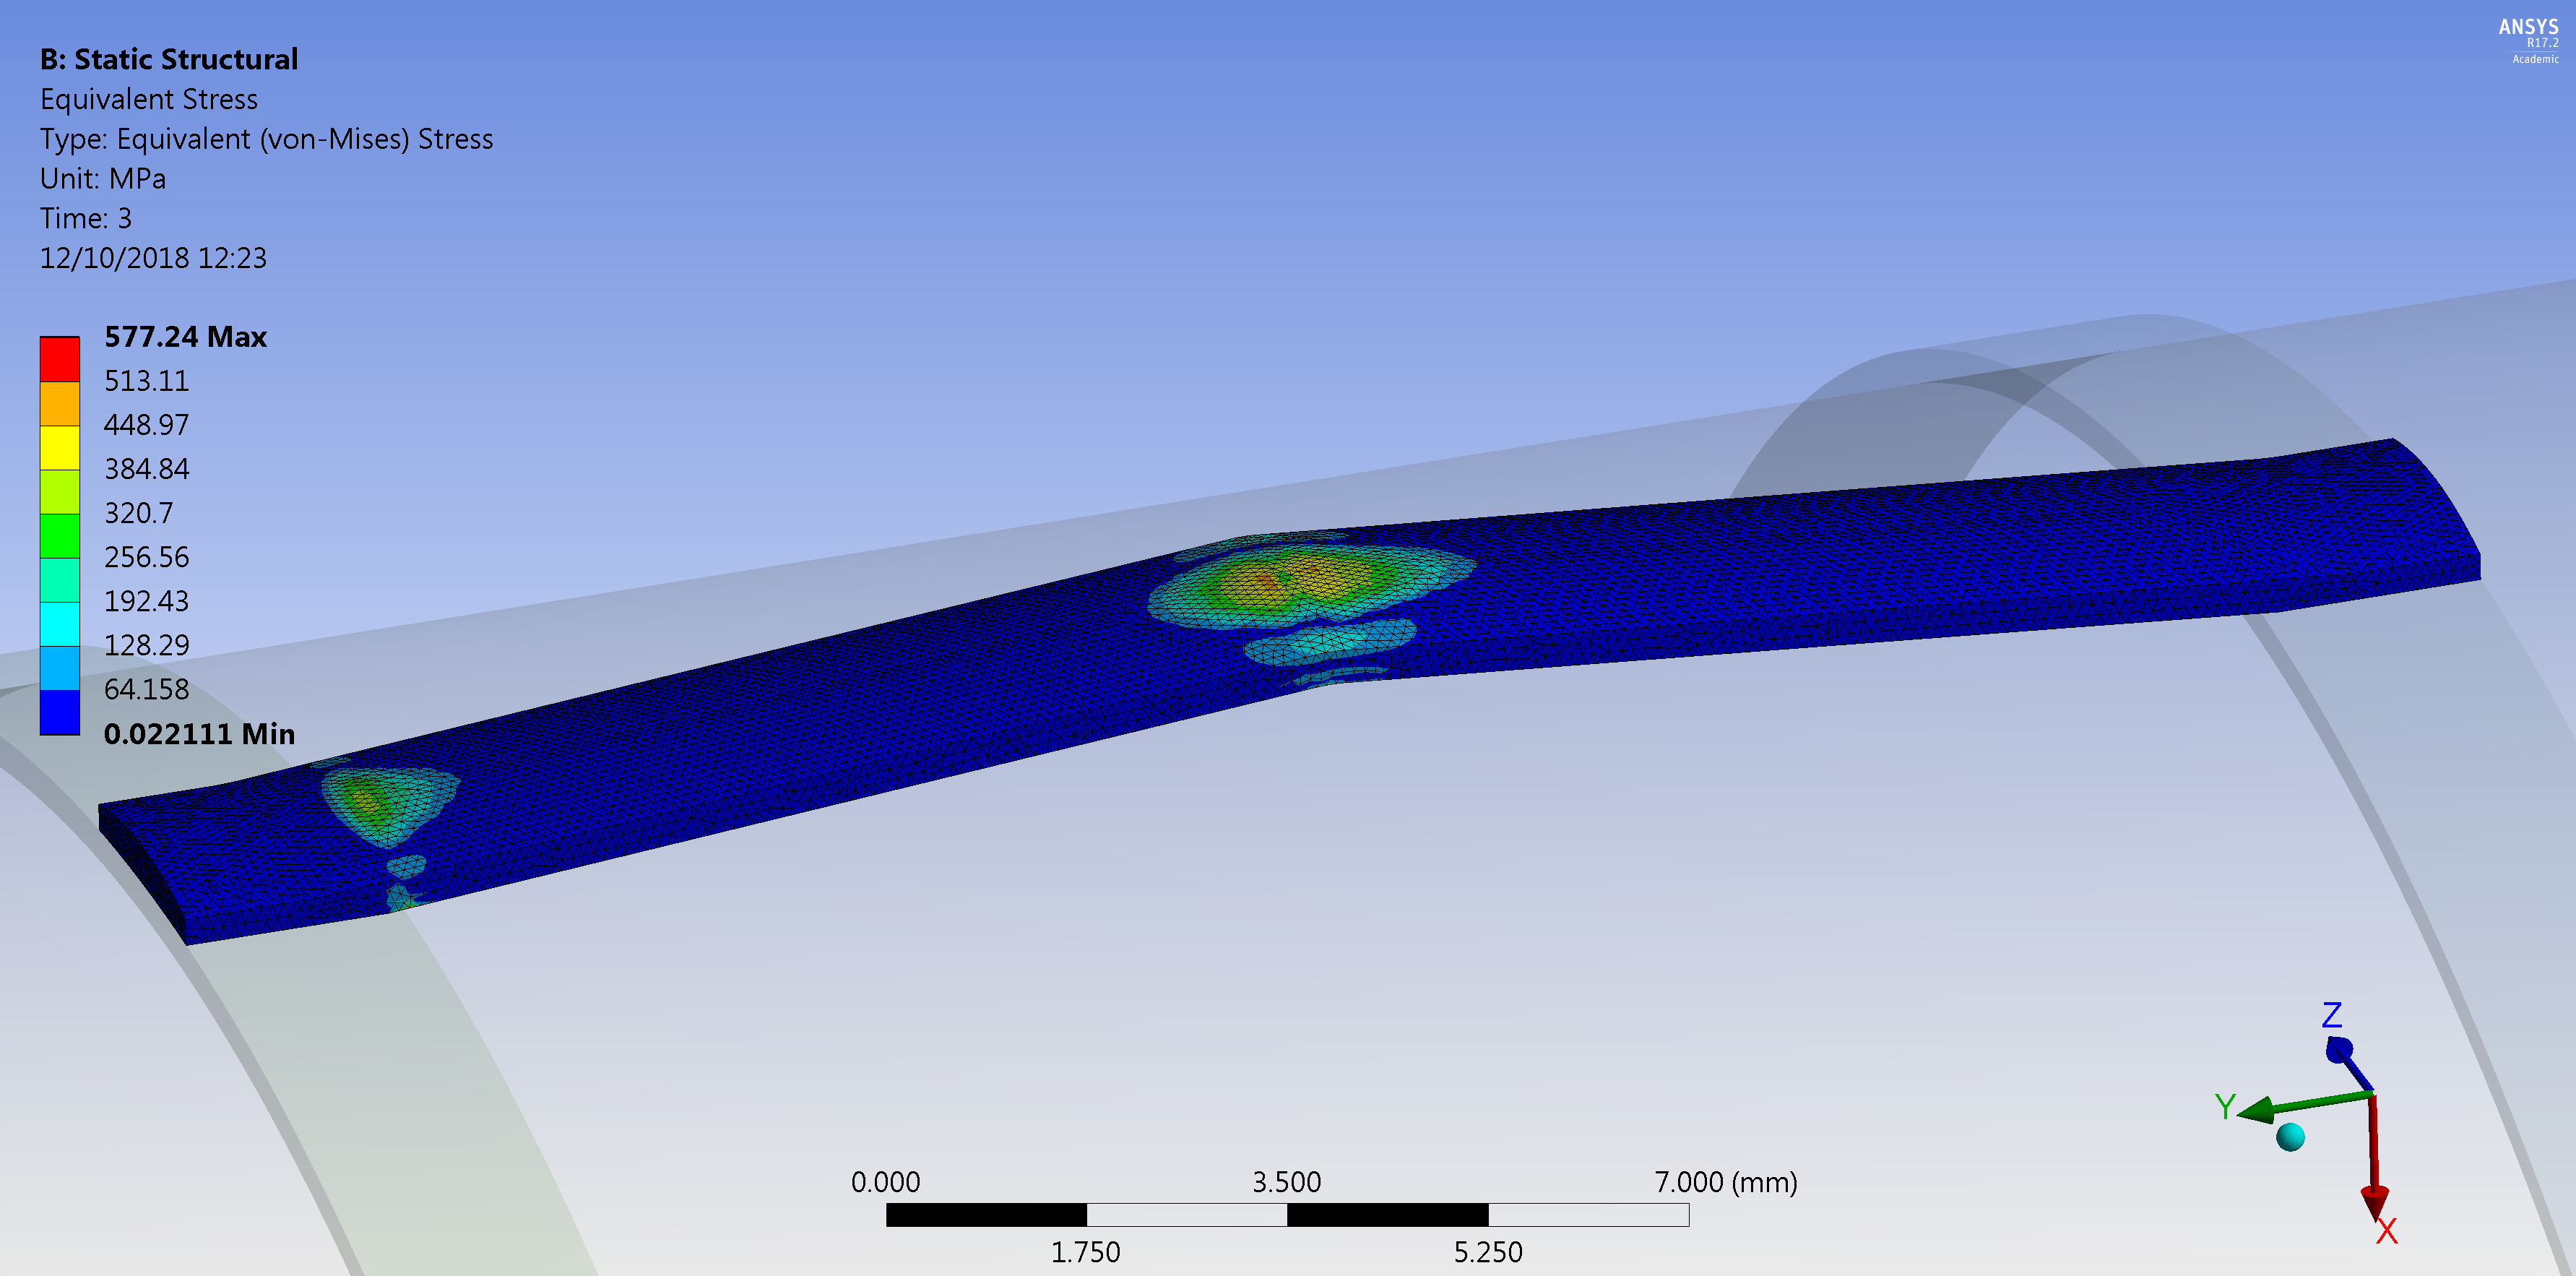 ANSYS
R17.2
Academic
B: Static Structural
Equivalent Stress
Type: Equivalent (von-Mises) Stress
Unit: MPa
Time: 3
12/10/2018 12:23
577.24 Max
513.11
448.97
384.84
320.7
256.56
192.43
128.29
64.158
0.022111 Min
Z
Y
X
0.000 3.500 7.000 (mm)
1.750 5.250